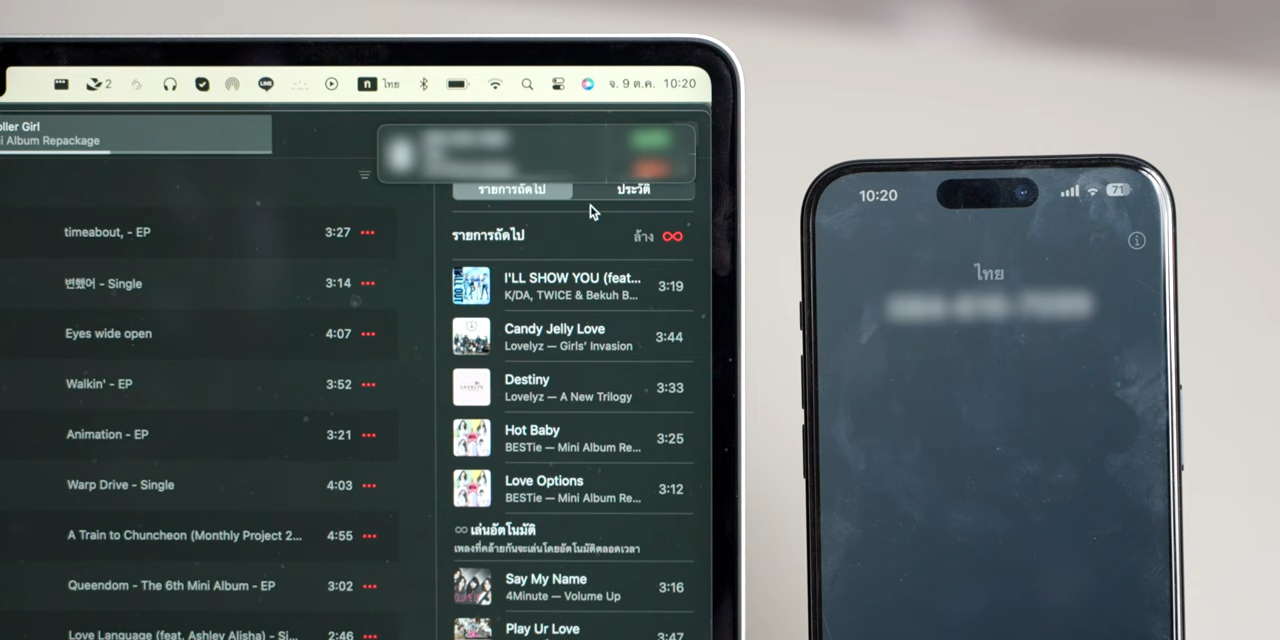 2
LINE
ก ไทย
จ. 9 ต.ค. 10:20
oller Girl
i Album Repackage
รายการถัดไป
ประวัติ
timeabout, - EP 3:27
변했어 - Single 3:14
Eyes wide open 4:07
Walkin' - EP 3:52
Animation - EP 3:21
Warp Drive - Single 4:03
A Train to Chuncheon (Monthly Project 2... 4:55
Queendom - The 6th Mini Album - EP 3:02
Love Language (feat. Ashley Alisha) - Si... 2:46
รายการถัดไป ล้าง
I'LL SHOW YOU (feat...
K/DA, TWICE & Bekuh B...
3:19
Candy Jelly Love
Lovelyz — Girls' Invasion
3:44
Destiny
Lovelyz — A New Trilogy
3:33
Hot Baby
BESTie — Mini Album Re...
3:25
Love Options
BESTie — Mini Album Re...
3:12
เล่นอัตโนมัติ
เพลงที่คล้ายกันจะเล่นโดยอัตโนมัติตลอดเวลา
Say My Name
4Minute — Volume Up
3:16
Play Ur Love
3:47
10:20
71
ไทย